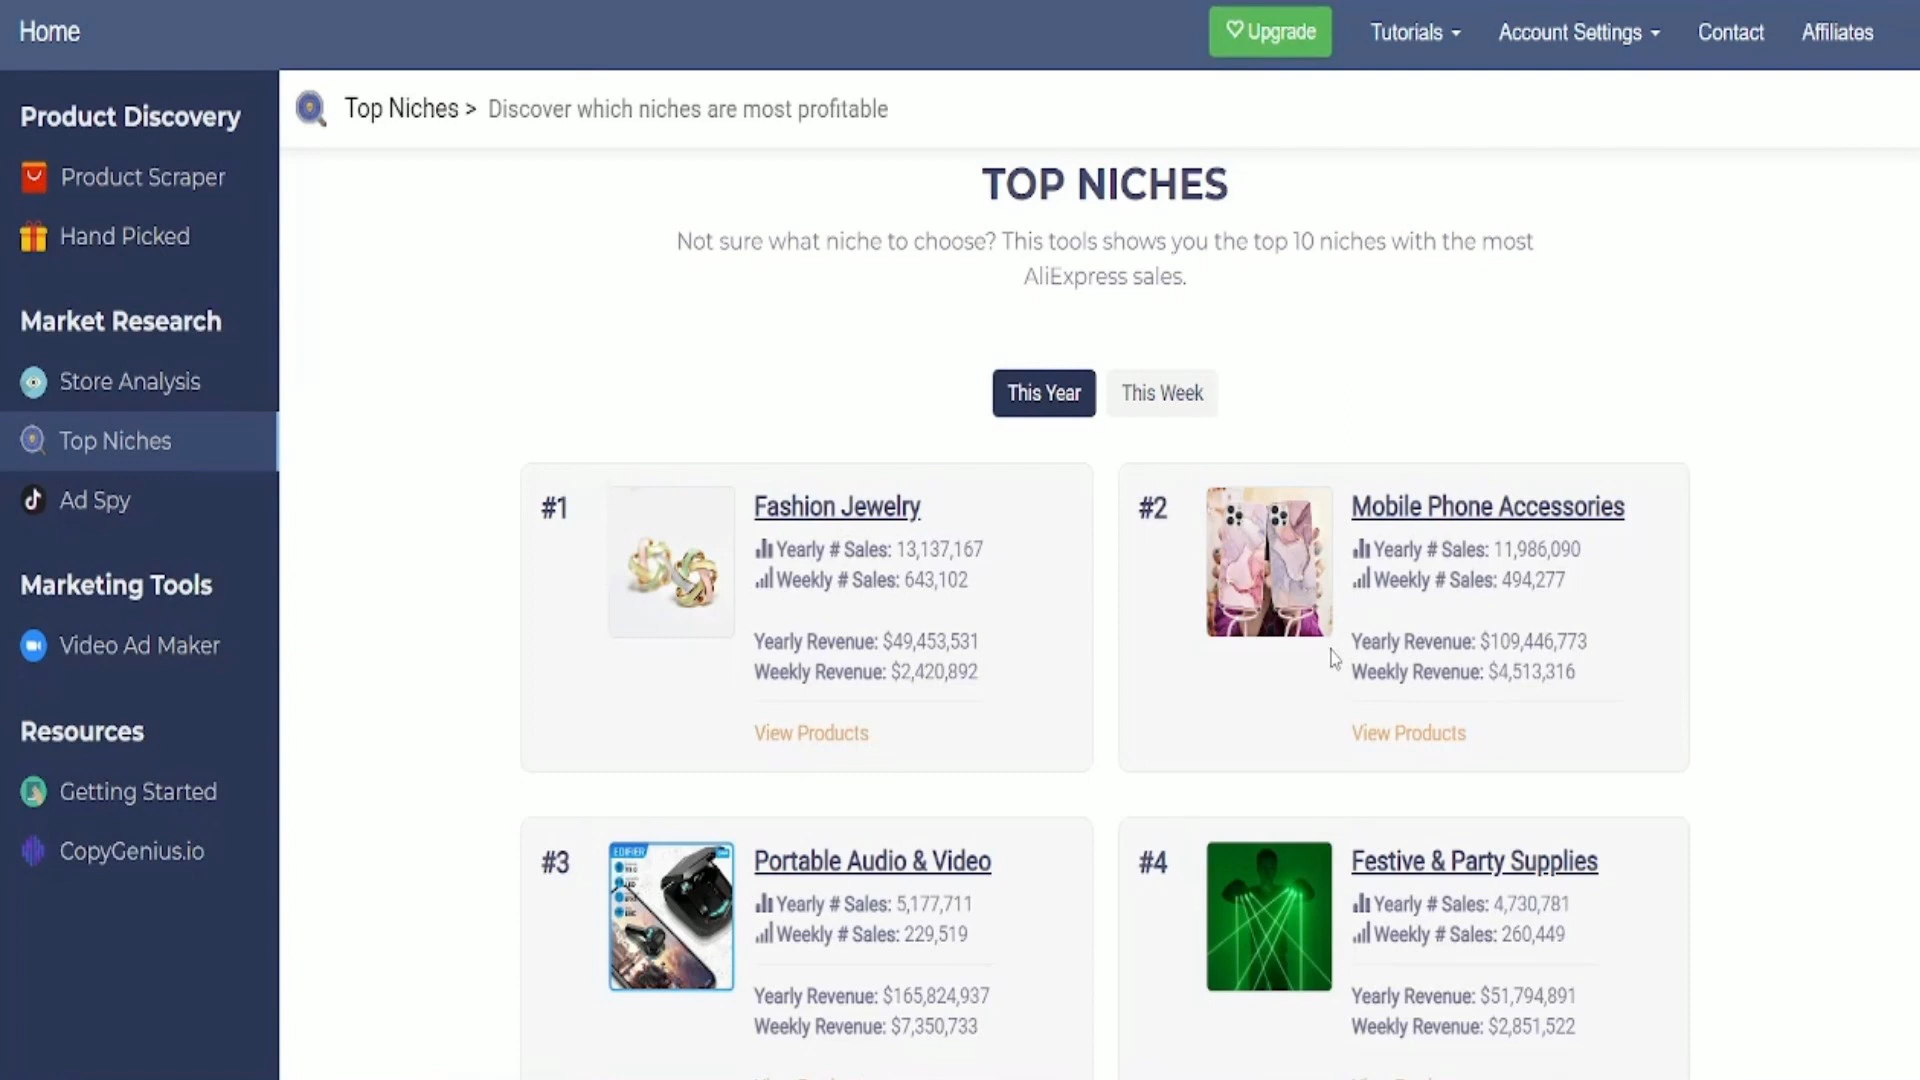 Home
Upgrade
Tutorials
Account Settings
Contact
Affiliates
Product Discovery
Product Scraper
Hand Picked
Market Research
Store Analysis
Top Niches
Ad Spy
Marketing Tools
Video Ad Maker
Resources
Getting Started
CopyGenius.io
Top Niches > Discover which niches are most profitable
TOP NICHES
Not sure what niche to choose? This tools shows you the top 10 niches with the most
AliExpress sales.
This Year
This Week
#1
Fashion Jewelry
Yearly # Sales: 13,137,167
Weekly # Sales: 643,102
Yearly Revenue: $49,453,531
Weekly Revenue: $2,420,892
View Products
#2
Mobile Phone Accessories
Yearly # Sales: 11,986,090
Weekly # Sales: 494,277
Yearly Revenue: $109,446,773
Weekly Revenue: $4,513,316
View Products
#3
EDIFIER
Portable Audio & Video
Yearly # Sales: 5,177,711
Weekly # Sales: 229,519
Yearly Revenue: $165,824,937
Weekly Revenue: $7,350,733
#4
Festive & Party Supplies
Yearly # Sales: 4,730,781
Weekly # Sales: 260,449
Yearly Revenue: $51,794,891
Weekly Revenue: $2,851,522